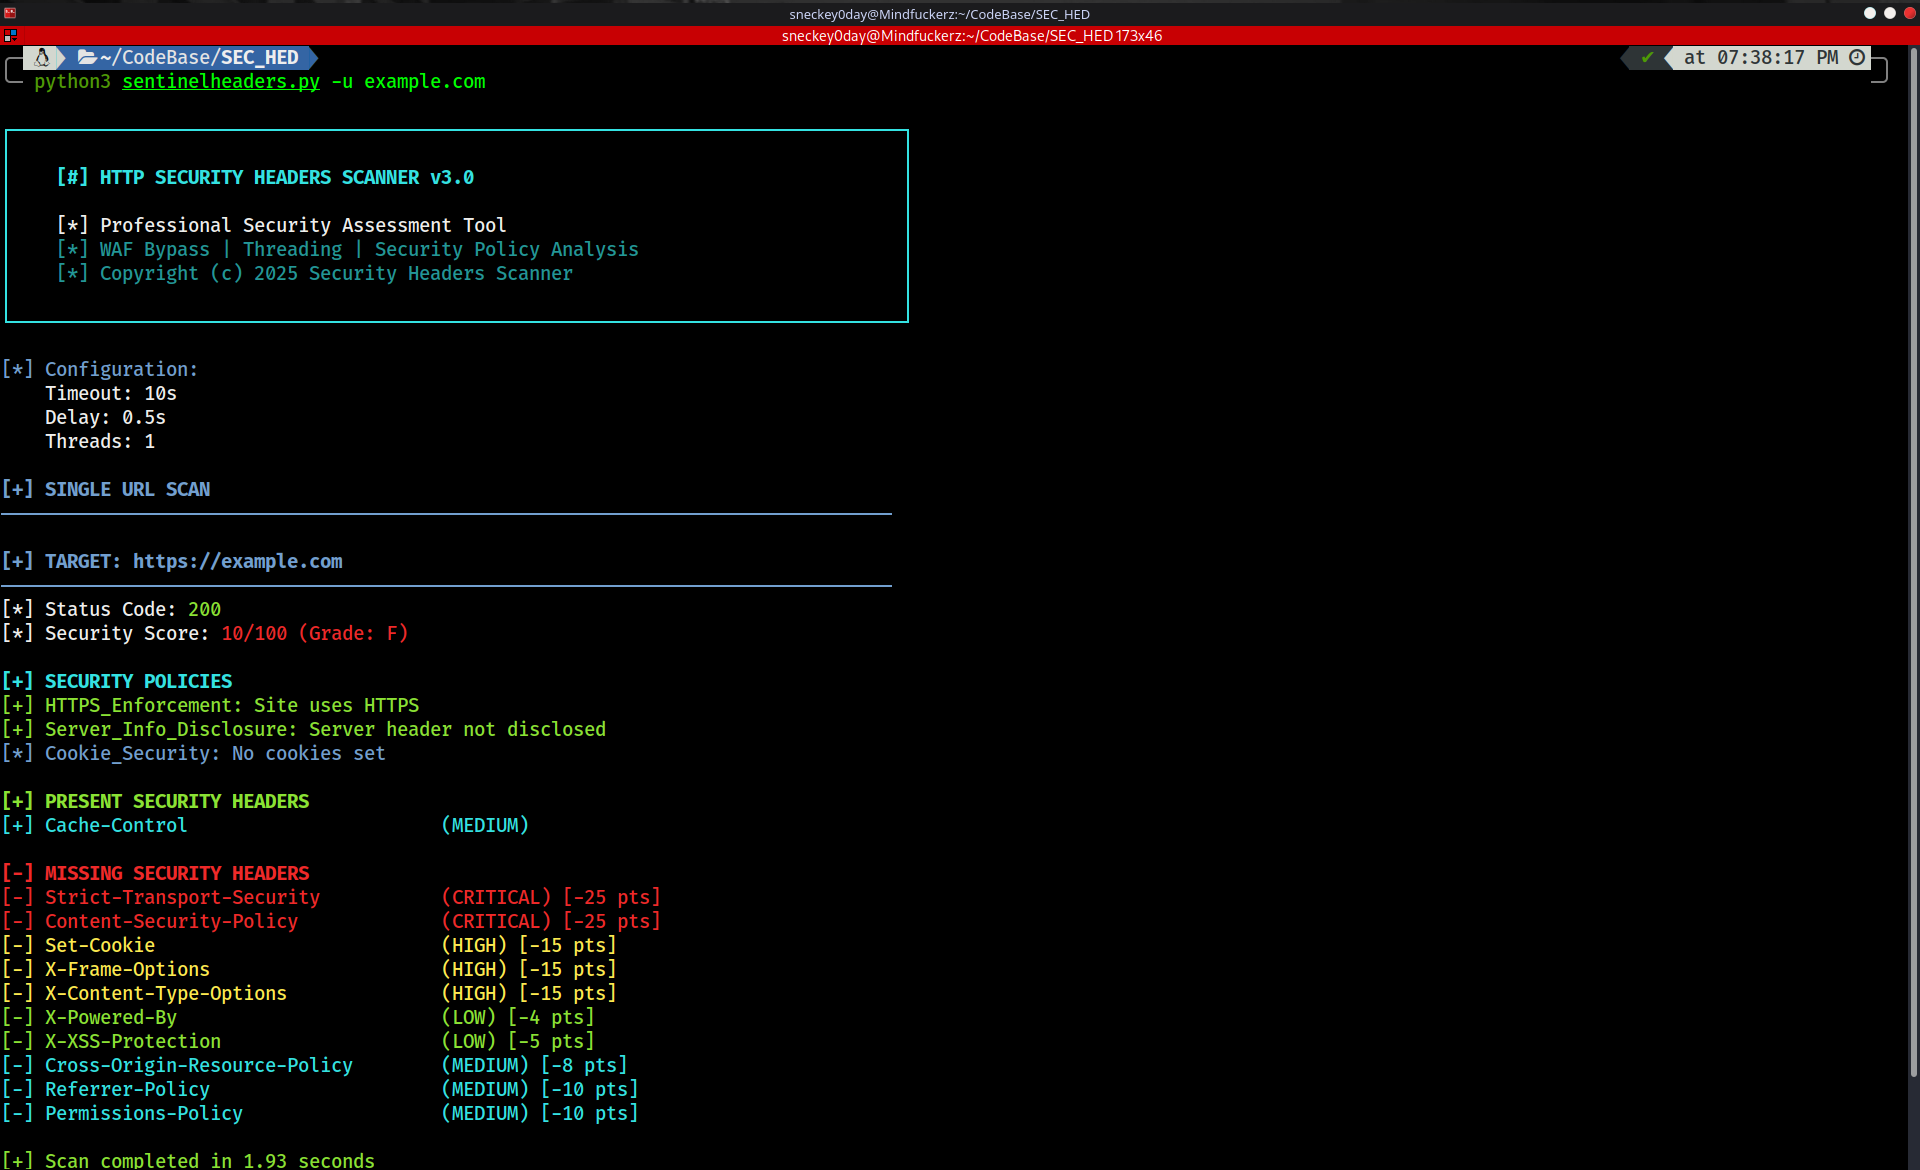 sneckey0day@Mindfuckerz:~/CodeBase/SEC_HED
sneckey0day@Mindfuckerz:~/CodeBase/SEC_HED 173x46
~/CodeBase/SEC_HED
✔ at 07:38:17 PM
python3 sentinelheaders.py -u example.com
[#] HTTP SECURITY HEADERS SCANNER v3.0
[*] Professional Security Assessment Tool
[*] WAF Bypass | Threading | Security Policy Analysis
[*] Copyright (c) 2025 Security Headers Scanner
[*] Configuration:
Timeout: 10s
Delay: 0.5s
Threads: 1
[+] SINGLE URL SCAN
[+] TARGET: https://example.com
[*] Status Code: 200
[*] Security Score: 10/100 (Grade: F)
[+] SECURITY POLICIES
[+] HTTPS_Enforcement: Site uses HTTPS
[+] Server_Info_Disclosure: Server header not disclosed
[*] Cookie_Security: No cookies set
[+] PRESENT SECURITY HEADERS
[+] Cache-Control (MEDIUM)
[-] MISSING SECURITY HEADERS
[-] Strict-Transport-Security (CRITICAL) [-25 pts]
[-] Content-Security-Policy (CRITICAL) [-25 pts]
[-] Set-Cookie (HIGH) [-15 pts]
[-] X-Frame-Options (HIGH) [-15 pts]
[-] X-Content-Type-Options (HIGH) [-15 pts]
[-] X-Powered-By (LOW) [-4 pts]
[-] X-XSS-Protection (LOW) [-5 pts]
[-] Cross-Origin-Resource-Policy (MEDIUM) [-8 pts]
[-] Referrer-Policy (MEDIUM) [-10 pts]
[-] Permissions-Policy (MEDIUM) [-10 pts]
[+] Scan completed in 1.93 seconds